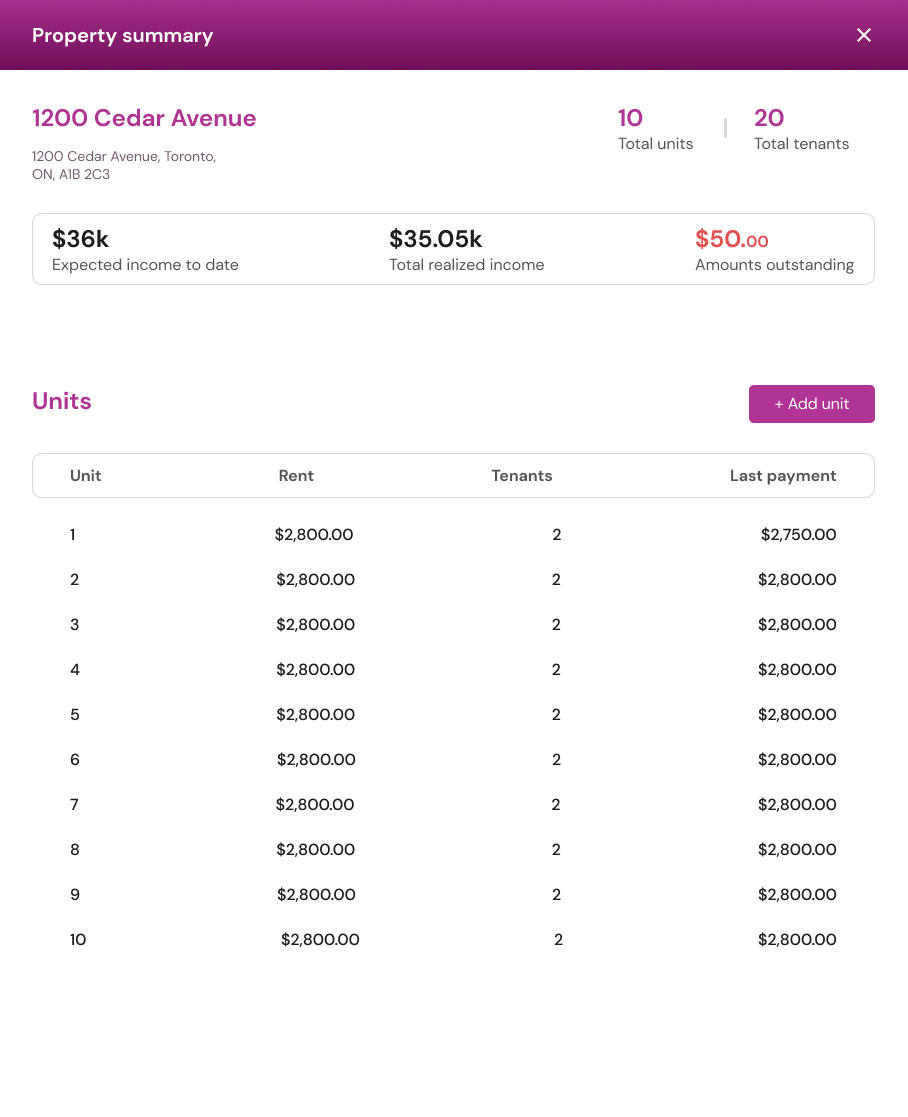 Property summary
1200 Cedar Avenue
1200 Cedar Avenue, Toronto,
ON, A1B 2C3
10
Total units
20
Total tenants
$36k
Expected income to date
$35.05k
Total realized income
$50.00
Amounts outstanding
Units
+ Add unit
Unit Rent Tenants Last payment
1 $2,800.00 2 $2,750.00
2 $2,800.00 2 $2,800.00
3 $2,800.00 2 $2,800.00
4 $2,800.00 2 $2,800.00
5 $2,800.00 2 $2,800.00
6 $2,800.00 2 $2,800.00
7 $2,800.00 2 $2,800.00
8 $2,800.00 2 $2,800.00
9 $2,800.00 2 $2,800.00
10 $2,800.00 2 $2,800.00